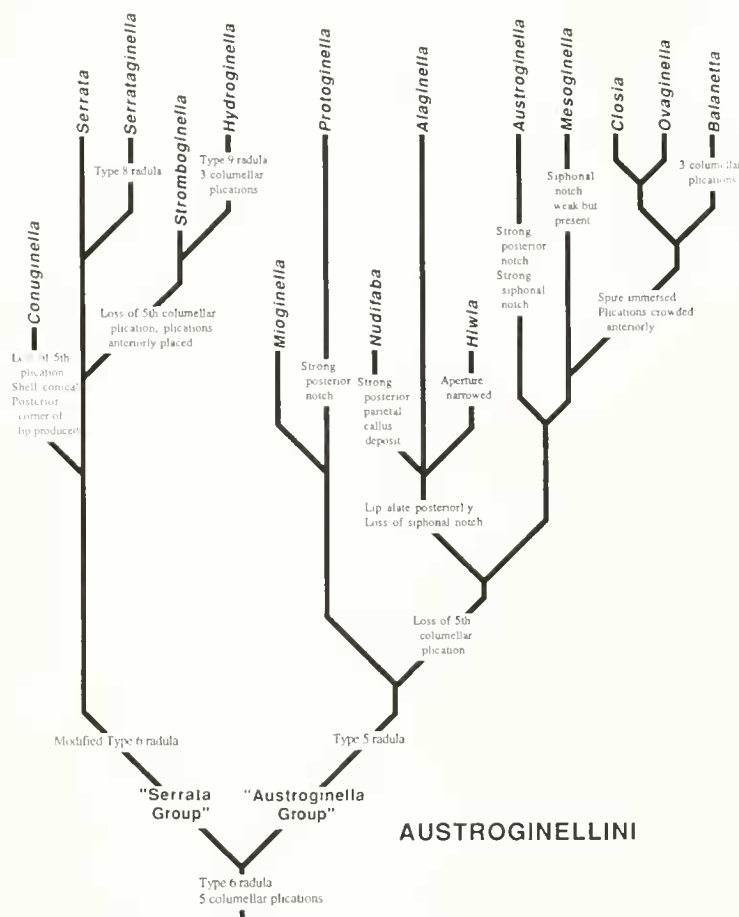 Serrata
Serrataginella
Stromboginella
Hydroginella
Protoginella
Alaginella
Austroginella
Mesoginella
Closia
Ovaginella
Balanetta
Type 8 radula
Type 9 radula
3 columellar
plications
Siphonal
notch
weak but
present
3 columellar
plications
Conuginella
of 5th
plication
Shell conical
Posterior
corner of
lip produced
Loss of 5th columellar
plication, plications
anteriorly placed
Mioginella
Strong
posterior
notch
Nudifaba
Strong
posterior
parietal
callus
deposit
Hiwia
Aperture
narrowed
Strong
posterior
notch
Strong
siphonal
notch
Spire immersed
Plications crowded
anteriorly
Lip alate posteriorly
Loss of siphonal notch
Loss of 5th
columellar
plication
Modified Type 6 radula
Type 5 radula
"Serrata
Group"
"Austroginella
Group"
AUSTROGINELLINI
Type 6 radula
5 columellar plications